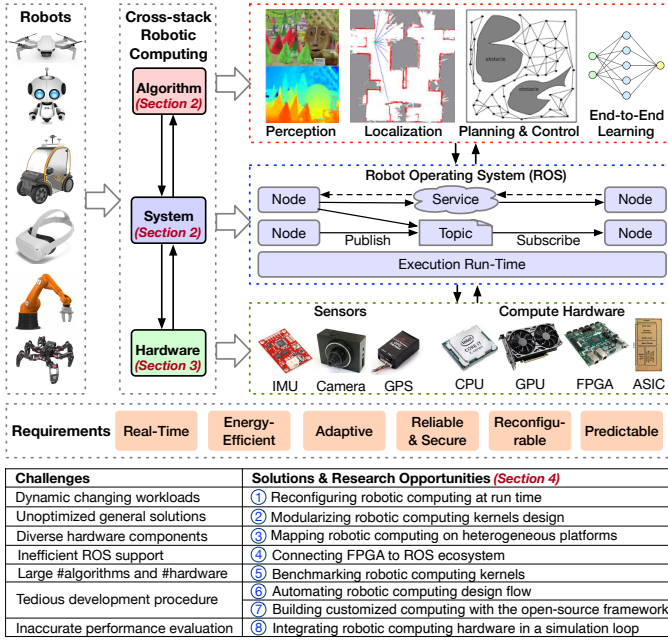 Robots
Cross-stack
Robotic
Computing
Algorithm
(Section 2)
System
(Section 2)
Hardware
(Section 3)
obstacle
obstacle
Perception
Localization
Planning & Control
End-to-End
Learning
Robot Operating System (ROS)
Node
Service
Node
Node
Publish
Topic
Subscribe
Node
Execution Run-Time
Sensors
Compute Hardware
IMU
Camera
GPS
CPU
GPU
FPGA
ASIC
Requirements
Real-Time
Energy-
Efficient
Adaptive
Reliable
& Secure
Reconfigu-
rable
Predictable
Challenges
Solutions & Research Opportunities (Section 4)
Dynamic changing workloads
① Reconfiguring robotic computing at run time
Unoptimized general solutions
② Modularizing robotic computing kernels design
Diverse hardware components
③ Mapping robotic computing on heterogeneous platforms
Inefficient ROS support
④ Connecting FPGA to ROS ecosystem
Large #algorithms and #hardware
⑤ Benchmarking robotic computing kernels
Tedious development procedure
⑥ Automating robotic computing design flow
⑦ Building customized computing with the open-source framework
Inaccurate performance evaluation
⑧ Integrating robotic computing hardware in a simulation loop